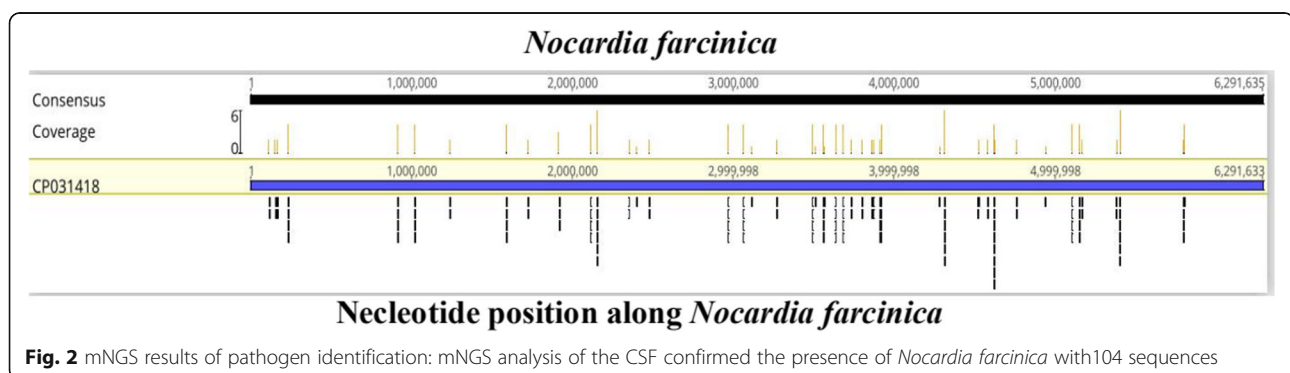 Nocardia farcinica
1 1,000,000 2,000,000 3,000,000 4,000,000 5,000,000 6,291,635
Consensus
Coverage
6
0
1 1,000,000 2,000,000 2,999,998 3,999,998 4,999,998 6,291,633
CP031418
Necleotide position along Nocardia farcinica
Fig. 2 mNGS results of pathogen identification: mNGS analysis of the CSF confirmed the presence of Nocardia farcinica with104 sequences